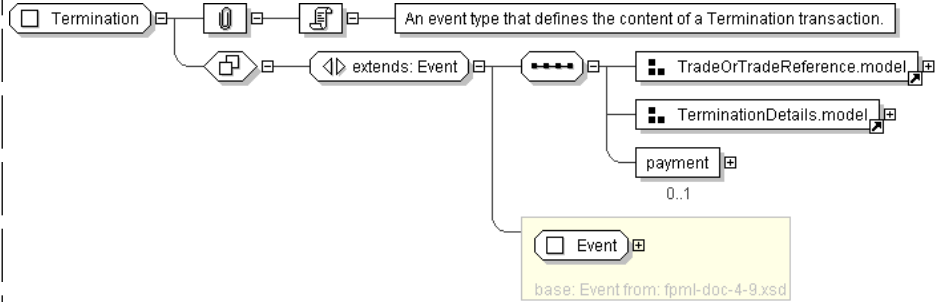 Termination
An event type that defines the content of a Termination transaction.
extends: Event
TradeOrTradeReference.model
TerminationDetails.model
payment
0..1
Event
base: Event from: fpml-doc-4-9.xsd